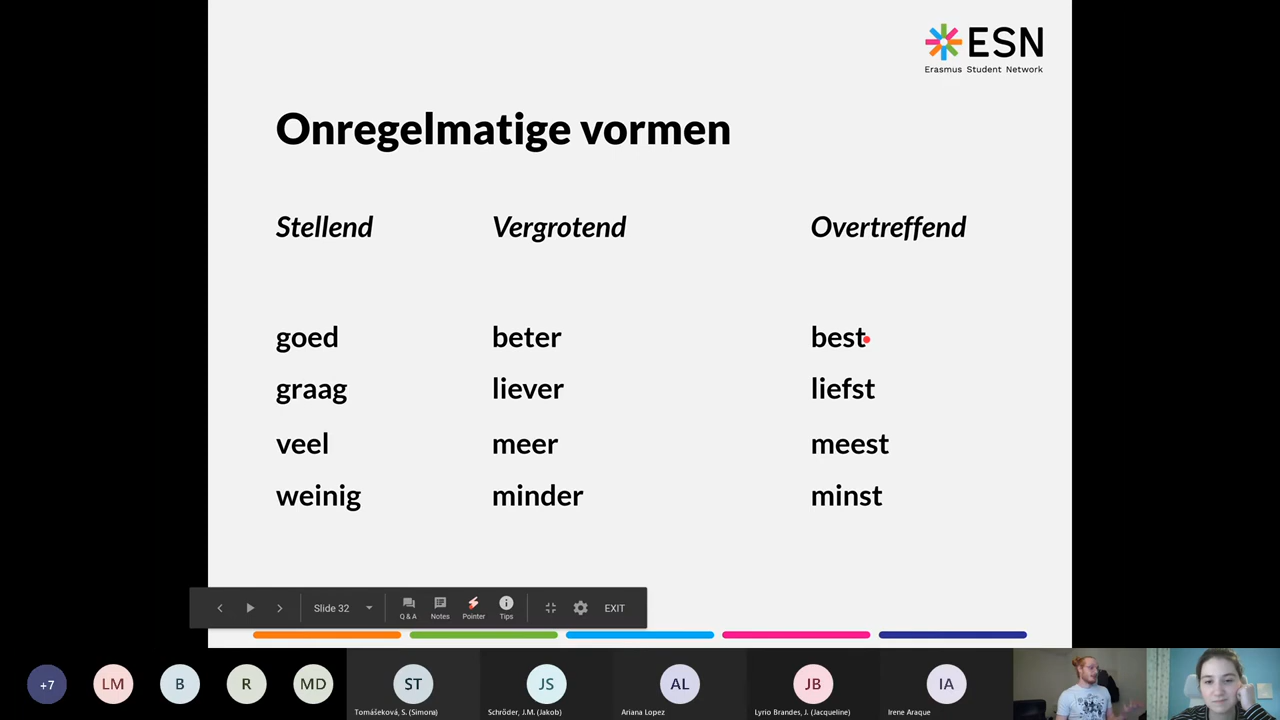 ESN
Erasmus Student Network
Onregelmatige vormen
Stellend Vergrotend Overtreffend
goed beter best
graag liever liefst
veel meer meest
weinig minder minst
Slide 32 Q & A Notes Pointer Tips EXIT
+7 LM B R MD ST JS AL JB IA
Tomášeková, S. (Simona) Schröder, J.M. (Jakob) Ariana Lopez Lyrio Brandes, J. (Jacqueline) Irene Araque